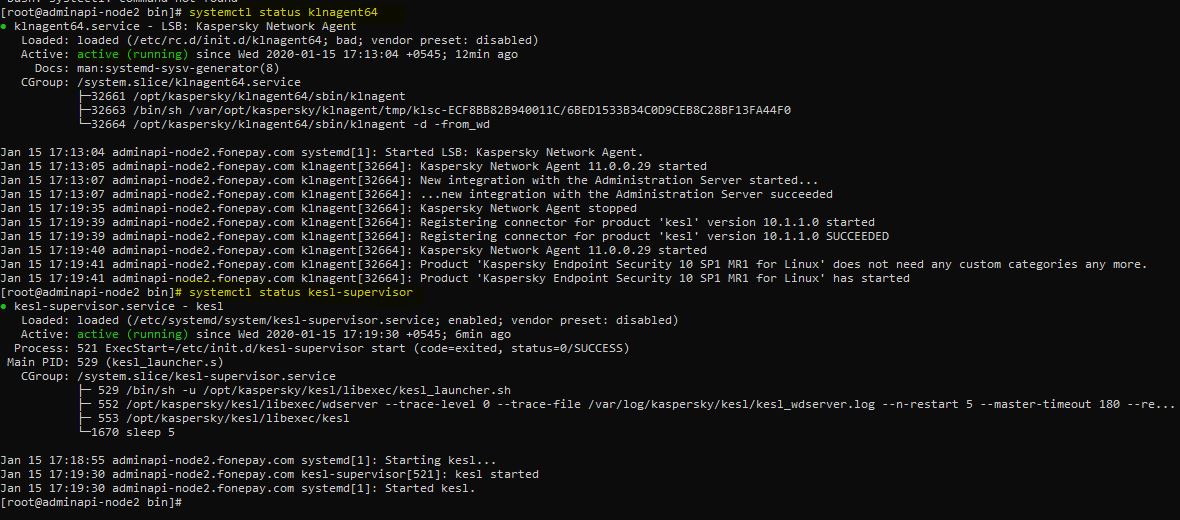 [root@adminapi-node2 bin]# systemctl status klnagent64
● klnagent64.service - LSB: Kaspersky Network Agent
   Loaded: loaded (/etc/rc.d/init.d/klnagent64; bad; vendor preset: disabled)
   Active: active (running) since Wed 2020-01-15 17:13:04 +0545; 12min ago
     Docs: man:systemd-sysv-generator(8)
   CGroup: /system.slice/klnagent64.service
           ├─32661 /opt/kaspersky/klnagent64/sbin/klnagent
           ├─32663 /bin/sh /var/opt/kaspersky/klnagent/tmp/klsc-ECF8BB82B940011C/6BED1533B34C0D9CEB8C28BF13FA44F0
           └─32664 /opt/kaspersky/klnagent64/sbin/klnagent -d -from_wd
Jan 15 17:13:04 adminapi-node2.fonepay.com systemd[1]: Started LSB: Kaspersky Network Agent.
Jan 15 17:13:05 adminapi-node2.fonepay.com klnagent[32664]: Kaspersky Network Agent 11.0.0.29 started
Jan 15 17:13:07 adminapi-node2.fonepay.com klnagent[32664]: New integration with the Administration Server started...
Jan 15 17:13:07 adminapi-node2.fonepay.com klnagent[32664]: ...new integration with the Administration Server succeeded
Jan 15 17:19:35 adminapi-node2.fonepay.com klnagent[32664]: Kaspersky Network Agent stopped
Jan 15 17:19:39 adminapi-node2.fonepay.com klnagent[32664]: Registering connector for product 'kesl' version 10.1.1.0 started
Jan 15 17:19:39 adminapi-node2.fonepay.com klnagent[32664]: Registering connector for product 'kesl' version 10.1.1.0 SUCCEEDED
Jan 15 17:19:40 adminapi-node2.fonepay.com klnagent[32664]: Kaspersky Network Agent 11.0.0.29 started
Jan 15 17:19:41 adminapi-node2.fonepay.com klnagent[32664]: Product 'Kaspersky Endpoint Security 10 SP1 MR1 for Linux' does not need any custom categories any more.
Jan 15 17:19:41 adminapi-node2.fonepay.com klnagent[32664]: Product 'Kaspersky Endpoint Security 10 SP1 MR1 for Linux' has started
[root@adminapi-node2 bin]# systemctl status kesl-supervisor
● kesl-supervisor.service - kesl
   Loaded: loaded (/etc/systemd/system/kesl-supervisor.service; enabled; vendor preset: disabled)
   Active: active (running) since Wed 2020-01-15 17:19:30 +0545; 6min ago
  Process: 521 ExecStart=/etc/init.d/kesl-supervisor start (code=exited, status=0/SUCCESS)
 Main PID: 529 (kesl_launcher.s)
   CGroup: /system.slice/kesl-supervisor.service
           ├─ 529 /bin/sh -u /opt/kaspersky/kesl/libexec/kesl_launcher.sh
           ├─ 552 /opt/kaspersky/kesl/libexec/wdserver --trace-level 0 --trace-file /var/log/kaspersky/kesl/kesl_wdserver.log --n-restart 5 --master-timeout 180 --re...
           ├─ 553 /opt/kaspersky/kesl/libexec/kesl
           └─1670 sleep 5
Jan 15 17:18:55 adminapi-node2.fonepay.com systemd[1]: Starting kesl...
Jan 15 17:19:30 adminapi-node2.fonepay.com kesl-supervisor[521]: kesl started
Jan 15 17:19:30 adminapi-node2.fonepay.com systemd[1]: Started kesl.
[root@adminapi-node2 bin]#